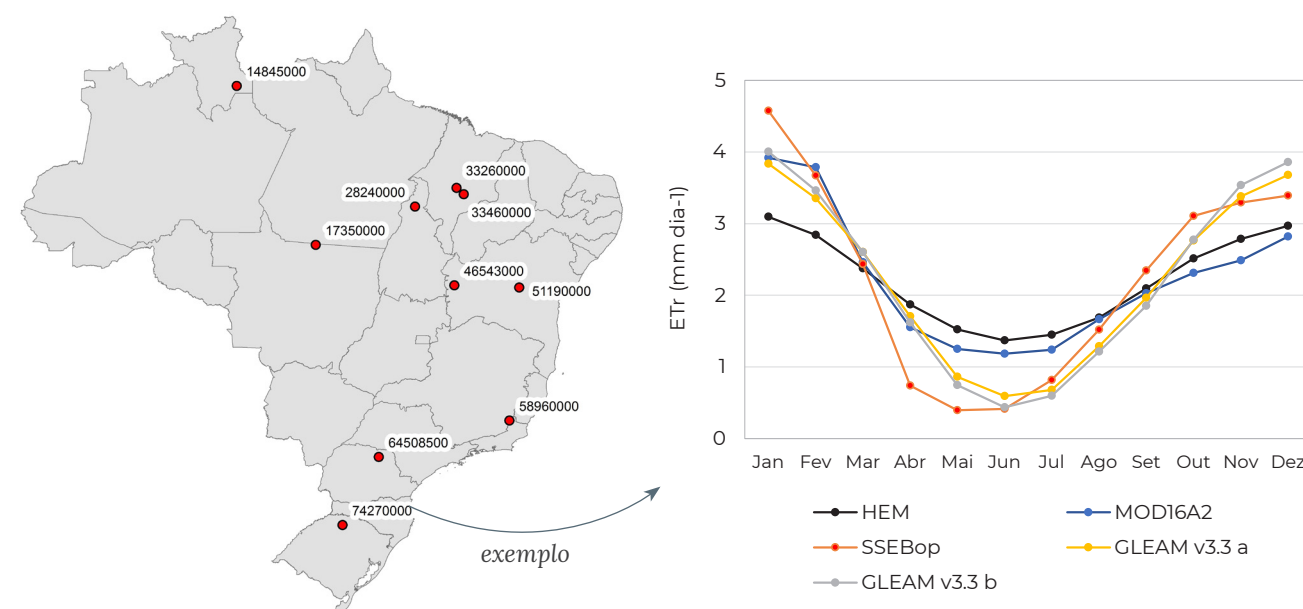 14845000
33260000
28240000
33460000
17350000
46543000
51190000
58960000
64508500
74270000
exemplo
ETr (mm dia-1)
5
4
3
2
1
0
Jan Fev Mar Abr Mai Jun Jul Ago Set Out Nov Dez
HEM MOD16A2
SSEBop GLEAM v3.3 a
GLEAM v3.3 b